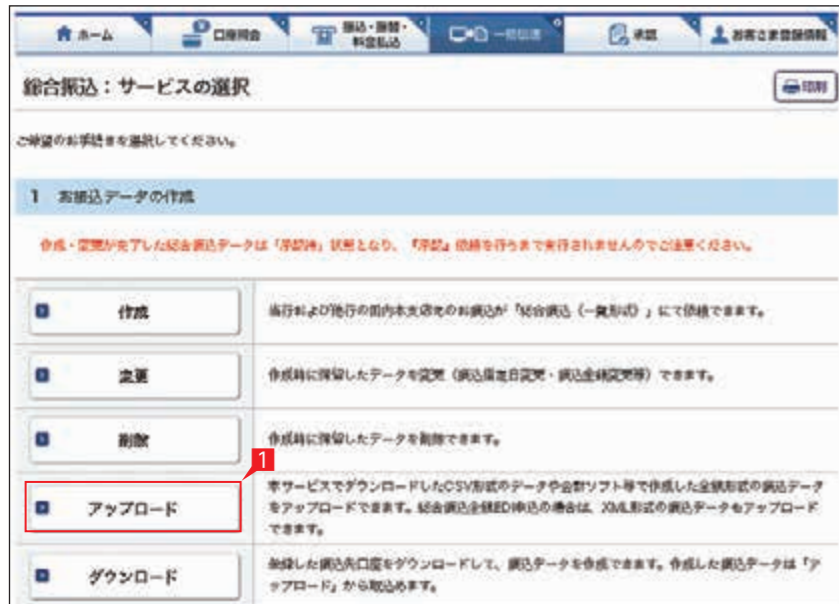 ホーム
口座照会
振込・振替・
料金払込
一括伝送
承認
お客さま登録情報
総合振込：サービスの選択
印刷
ご希望のお手続きを選択してください。
1 お振込データの作成
作成・変更が完了した総合振込データは「承認待」状態となり、『承認』依頼を行うまで実行されませんのでご注意ください。
作成
当行および他行の国内本支店宛のお振込が「総合振込（一覧形式）」にて依頼できます。
変更
作成時に保留したデータを変更（振込指定日変更・振込金額変更等）できます。
削除
作成時に保留したデータを削除できます。
1
アップロード
本サービスでダウンロードしたCSV形式のデータや会計ソフト等で作成した全銀形式の振込データ
をアップロードできます。総合振込全銀EDI申込の場合は、XML形式の振込データもアップロード
できます。
ダウンロード
登録した振込先口座をダウンロードして、振込データを作成できます。作成した振込データは「ア
ップロード」から取込めます。